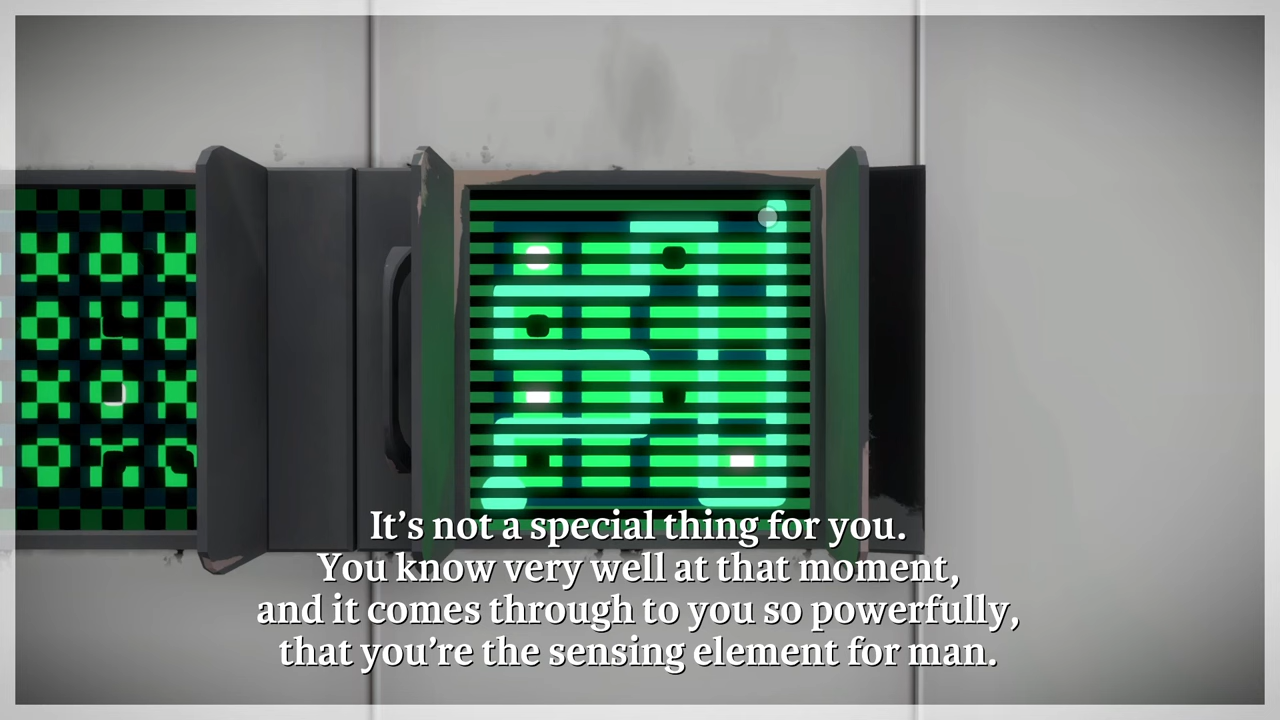 It’s not a special thing for you.
You know very well at that moment,
and it comes through to you so powerfully,
that you’re the sensing element for man.